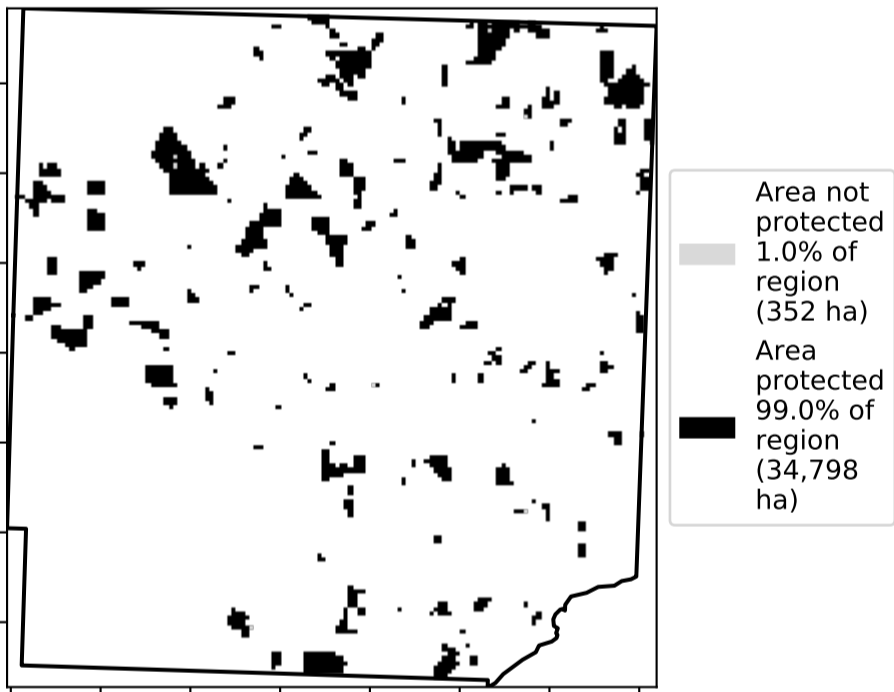 Area not
protected
1.0% of
region
(352 ha)
Area
protected
99.0% of
region
(34,798
ha)